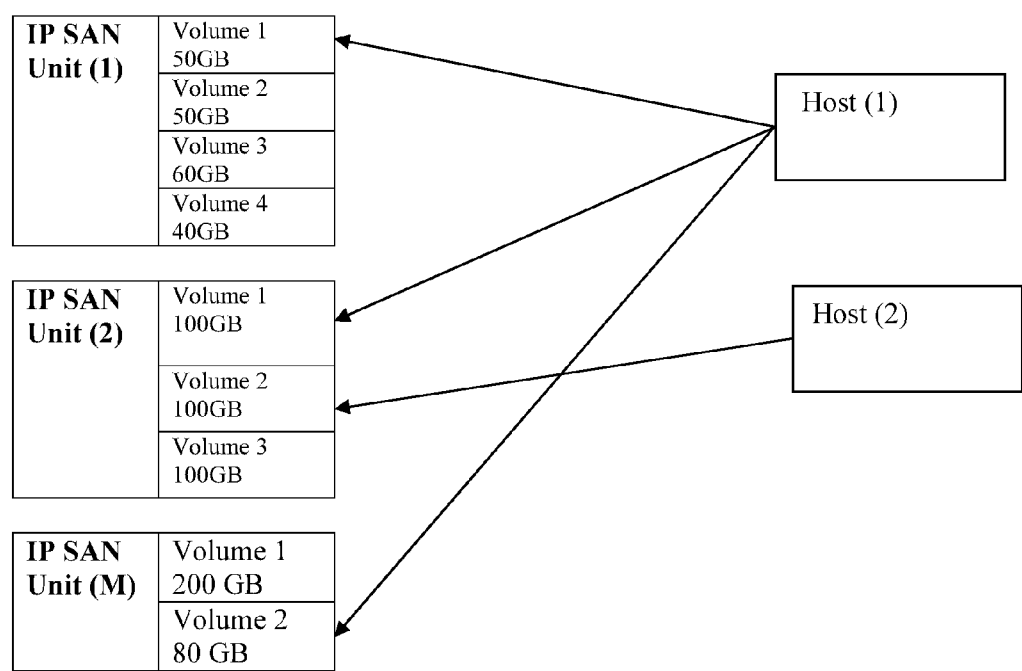 IP SAN
Unit (1)
Volume 1
50GB
Volume 2
50GB
Volume 3
60GB
Volume 4
40GB
Host (1)
IP SAN
Unit (2)
Volume 1
100GB
Volume 2
100GB
Volume 3
100GB
Host (2)
IP SAN
Unit (M)
Volume 1
200 GB
Volume 2
80 GB